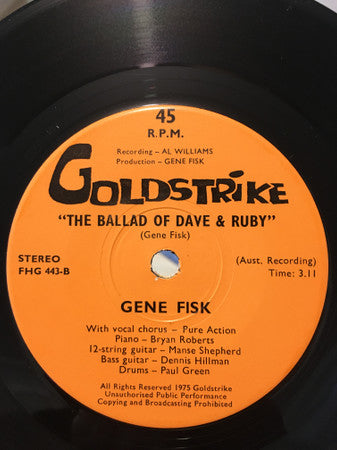 45
R.P.M.
Recording – AL WILLIAMS
Production – GENE FISK
GOLDSTRIKE
"THE BALLAD OF DAVE & RUBY"
(Gene Fisk)
STEREO
FHG 443-B
(Aust. Recording)
Time: 3.11
GENE FISK
With vocal chorus – Pure Action
Piano – Bryan Roberts
12-string guitar – Manse Shepherd
Bass guitar – Dennis Hillman
Drums – Paul Green
All Rights Reserved 1975 Goldstrike
Unauthorised Public Performance
Copying and Broadcasting Prohibited